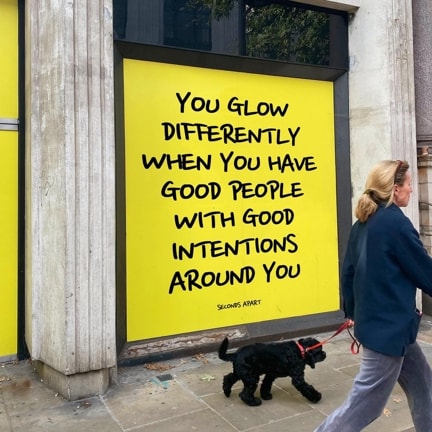 YOU GLOW
DIFFERENTLY
WHEN YOU HAVE
GOOD PEOPLE
WITH GOOD
INTENTIONS
AROUND YOU
SECONDS APART